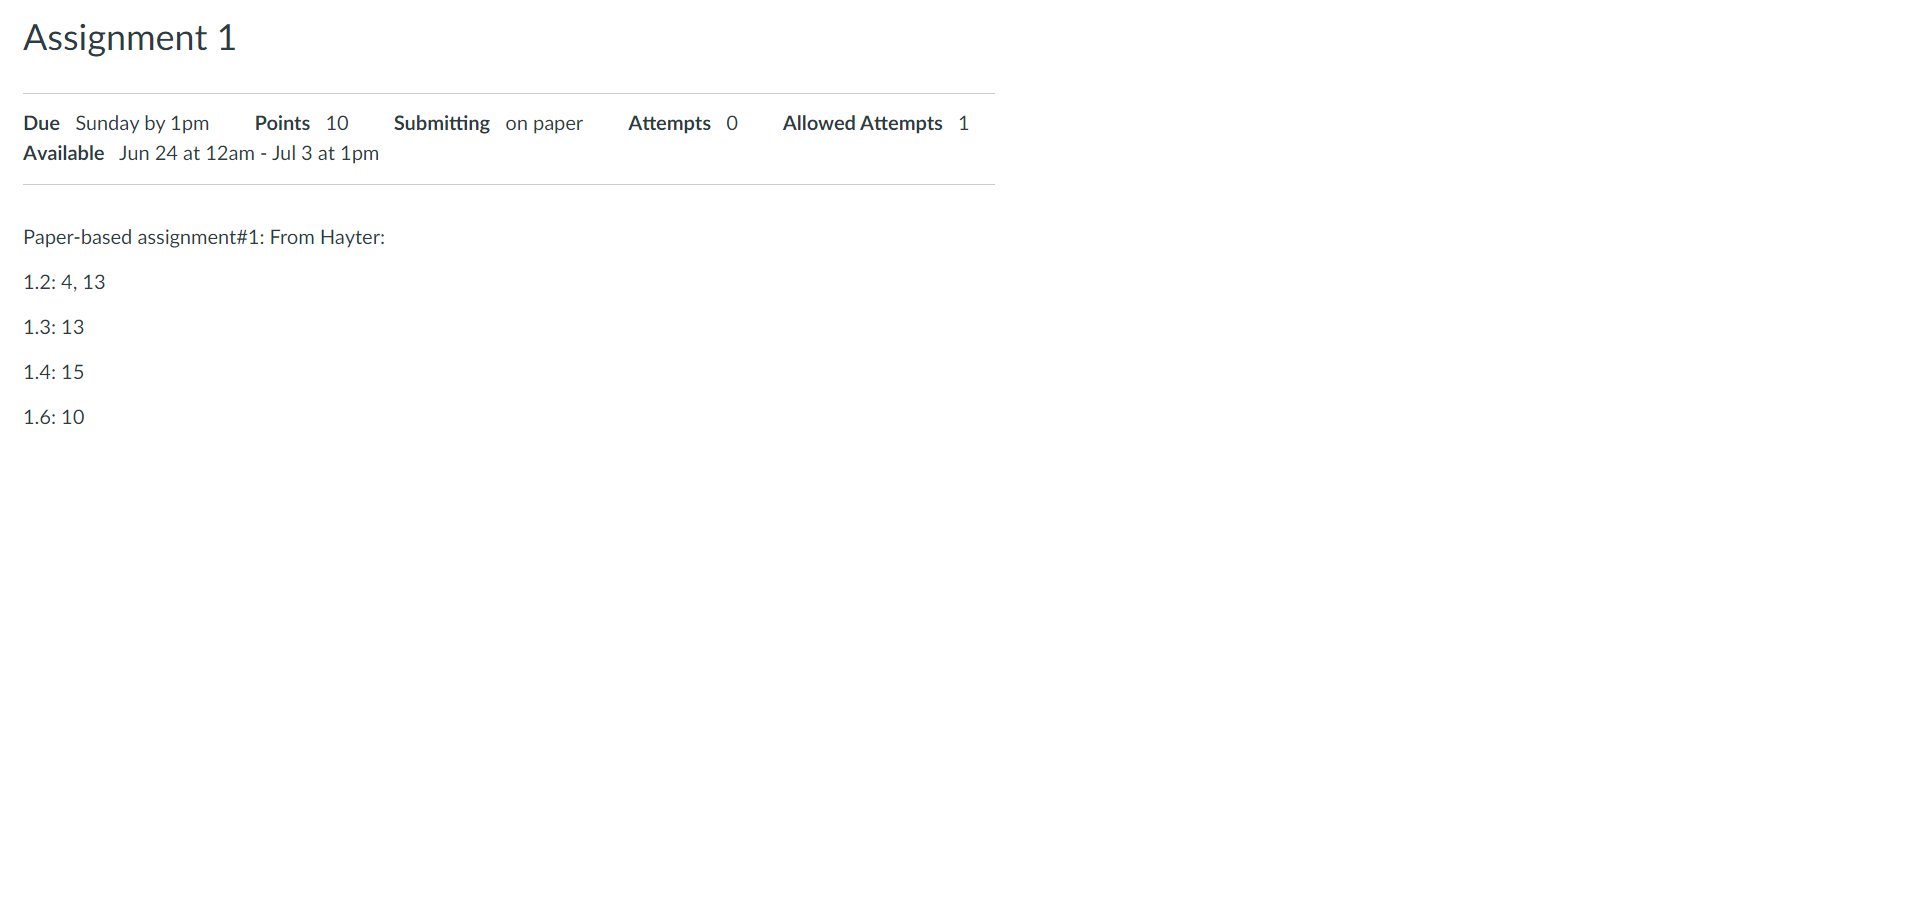 Assignment 1
Due Sunday by 1pm Points 10 Submitting on paper Attempts 0 Allowed Attempts 1
Available Jun 24 at 12am - Jul 3 at 1pm
Paper-based assignment#1: From Hayter:
1.2: 4, 13
1.3: 13
1.4: 15
1.6: 10